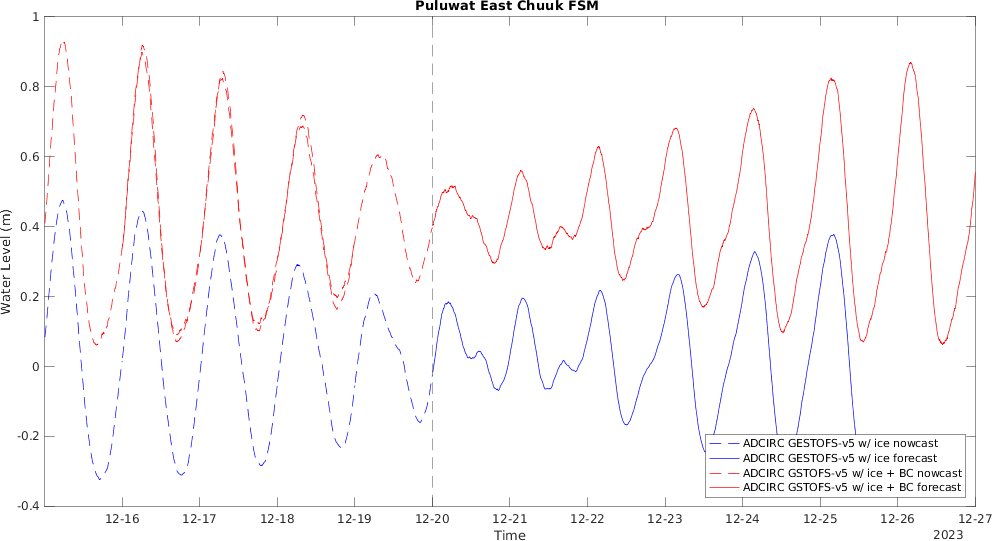 Puluwat East Chuuk FSM
1
0.8
0.6
0.4
0.2
0
-0.2
-0.4
Water Level (m)
ADCIRC GESTOFS-v5 w/ ice nowcast
ADCIRC GESTOFS-v5 w/ ice forecast
ADCIRC GSTOFS-v5 w/ ice + BC nowcast
ADCIRC GSTOFS-v5 w/ ice + BC forecast
12-16 12-17 12-18 12-19 12-20 12-21 12-22 12-23 12-24 12-25 12-26 12-27
Time
2023